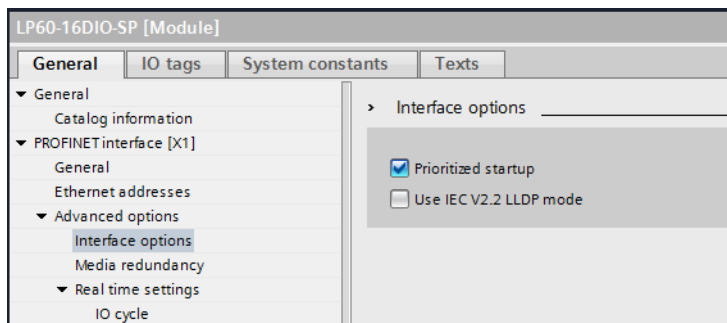 LP60-16DIO-SP [Module]
General IO tags System constants Texts
General
Catalog information
PROFINET interface [X1]
General
Ethernet addresses
Advanced options
Interface options
Media redundancy
Real time settings
IO cycle
Interface options
Prioritized startup
Use IEC V2.2 LLDP mode